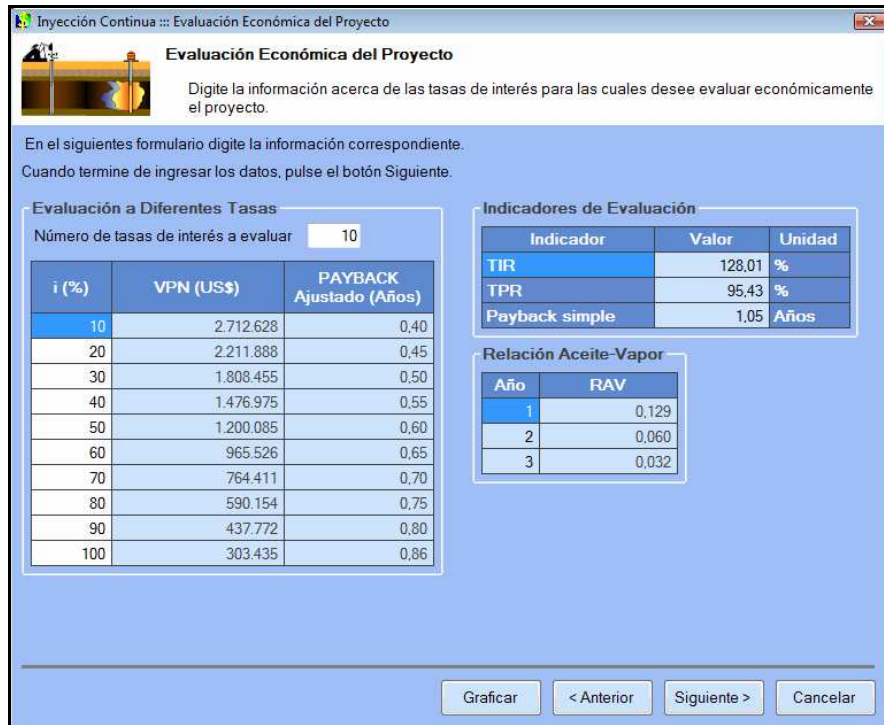 Inyección Continua ::: Evaluación Económica del Proyecto
Evaluación Económica del Proyecto
Digite la información acerca de las tasas de interés para las cuales desee evaluar económicamente
el proyecto.
En el siguientes formulario digite la información correspondiente.
Cuando termine de ingresar los datos, pulse el botón Siguiente.
Evaluación a Diferentes Tasas
Número de tasas de interés a evaluar 10
i (%) VPN (US$) PAYBACK Ajustado (Años)
10 2.712.628 0,40
20 2.211.888 0,45
30 1.808.455 0,50
40 1.476.975 0,55
50 1.200.085 0,60
60 965.526 0,65
70 764.411 0,70
80 590.154 0,75
90 437.772 0,80
100 303.435 0,86
Indicadores de Evaluación
Indicador Valor Unidad
TIR 128,01 %
TPR 95,43 %
Payback simple 1,05 Años
Relación Aceite-Vapor
Año RAV
1 0,129
2 0,060
3 0,032
Graficar < Anterior Siguiente > Cancelar